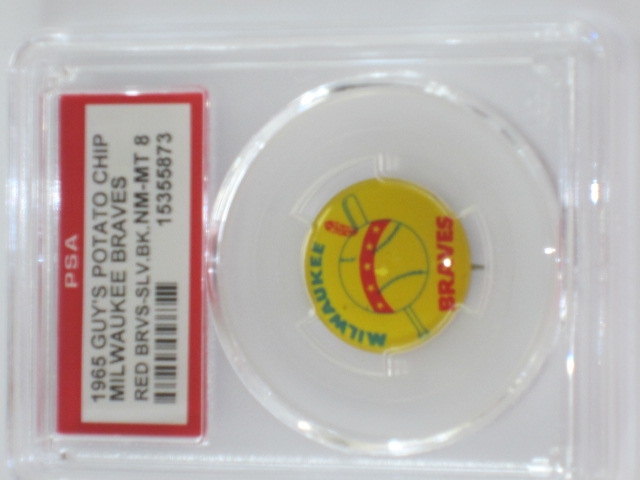 PSA
1965 GUY'S POTATO CHIP
MILWAUKEE BRAVES
RED BRVS-SLV.BK.NM-MT 8
15355873
MILWAUKEE
BRAVES